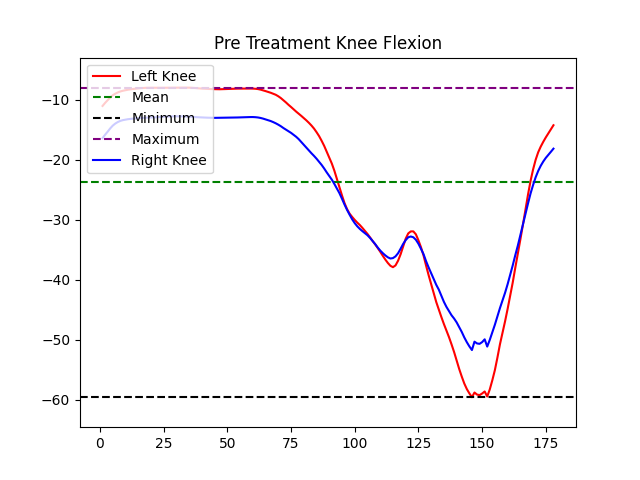 Pre Treatment Knee Flexion
Left Knee
Mean
Minimum
Maximum
Right Knee
−10
−20
−30
−40
−50
−60
0 25 50 75 100 125 150 175